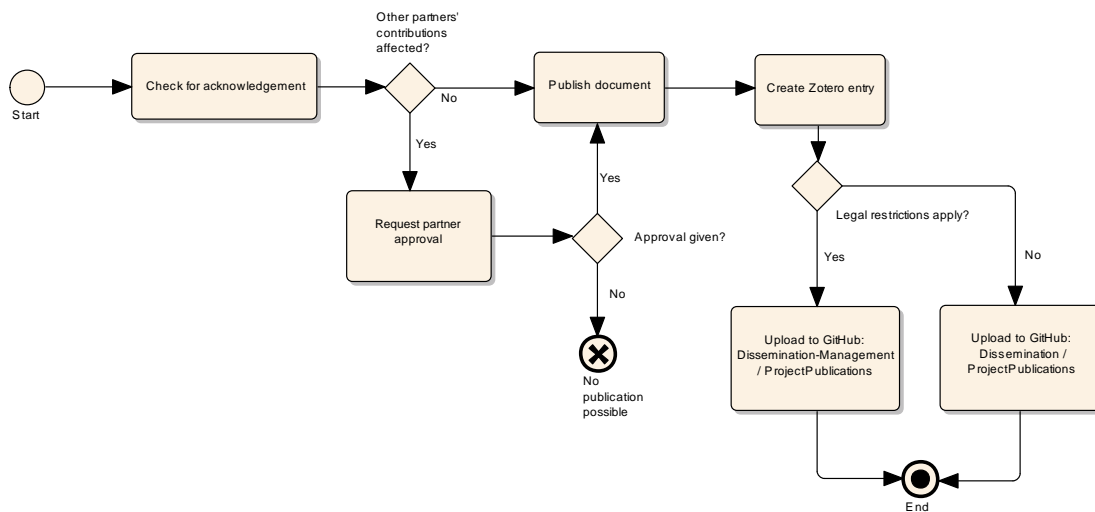 Other partners'
contributions
affected?
Start
Check for acknowledgement
No
Publish document
Create Zotero entry
Yes
Request partner
approval
Yes
Approval given?
No
No
publication
possible
Legal restrictions apply?
Yes
No
Upload to GitHub:
Dissemination-Management
/ ProjectPublications
Upload to GitHub:
Dissemination /
ProjectPublications
End